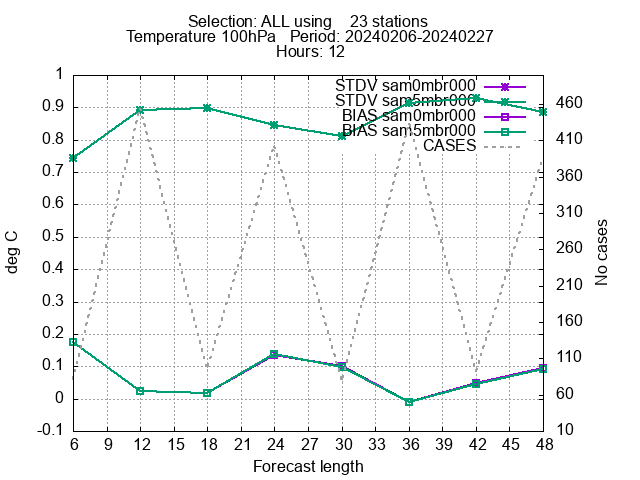 Selection: ALL using 23 stations
Temperature 100hPa Period: 20240206-20240227
Hours: 12
STDV sam0mbr000
STDV sam5mbr000
BIAS sam0mbr000
BIAS sam5mbr000
CASES
1
0.9
0.8
0.7
0.6
0.5
0.4
0.3
0.2
0.1
0
-0.1
deg C
460
410
360
310
260
210
160
110
60
10
No cases
6 9 12 15 18 21 24 27 30 33 36 39 42 45 48
Forecast length